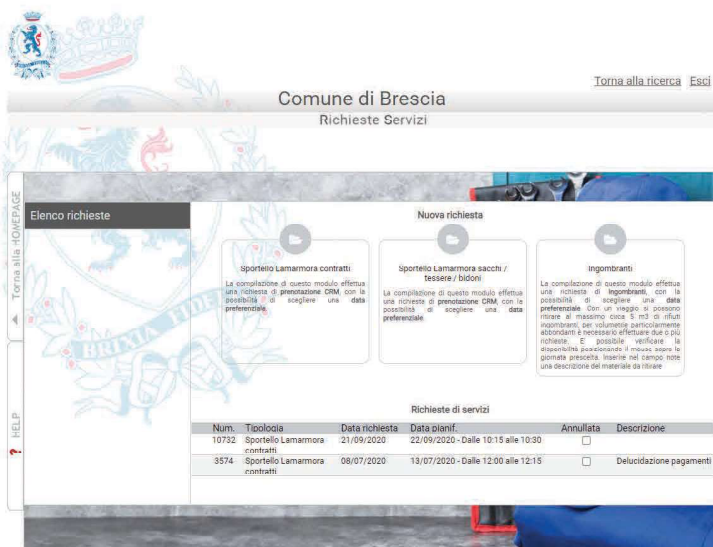 Torna alla ricerca Esci
Comune di Brescia
Richieste Servizi
Torna alla HOMEPAGE
HELP
Elenco richieste
Nuova richiesta
Sportello Lamarmora contratti
La compilazione di questo modulo effettua
una richiesta di prenotazione CRM, con la
possibilità di scegliere una data
preferenziale
Sportello Lamarmora sacchi /
tessere / bidoni
La compilazione di questo modulo effettua
una richiesta di prenotazione CRM, con la
possibilità di scegliere una data
preferenziale
Ingombranti
La compilazione di questo modulo effettua
una richiesta di Ingombranti, con la
possibilità di scegliere una data
preferenziale Con un viaggio si possono
ritirare al massimo circa 5 m3 di rifiuti
ingombranti, per volumetrie particolarmente
abbondanti è necessario effettuare due o più
richieste. E' possibile verificare la
disponibilità posizionando il mouse sopra la
giornata prescelta. Inserire nel campo note
una descrizione del materiale da ritirare
BRIXIA FIDE
Richieste di servizi
Num. Tipologia Data richiesta Data pianif. Annullata Descrizione
10732 Sportello Lamarmora 21/09/2020 22/09/2020 - Dalle 10:15 alle 10:30
contratti
3574 Sportello Lamarmora 08/07/2020 13/07/2020 - Dalle 12:00 alle 12:15 Delucidazione pagamenti
contratti